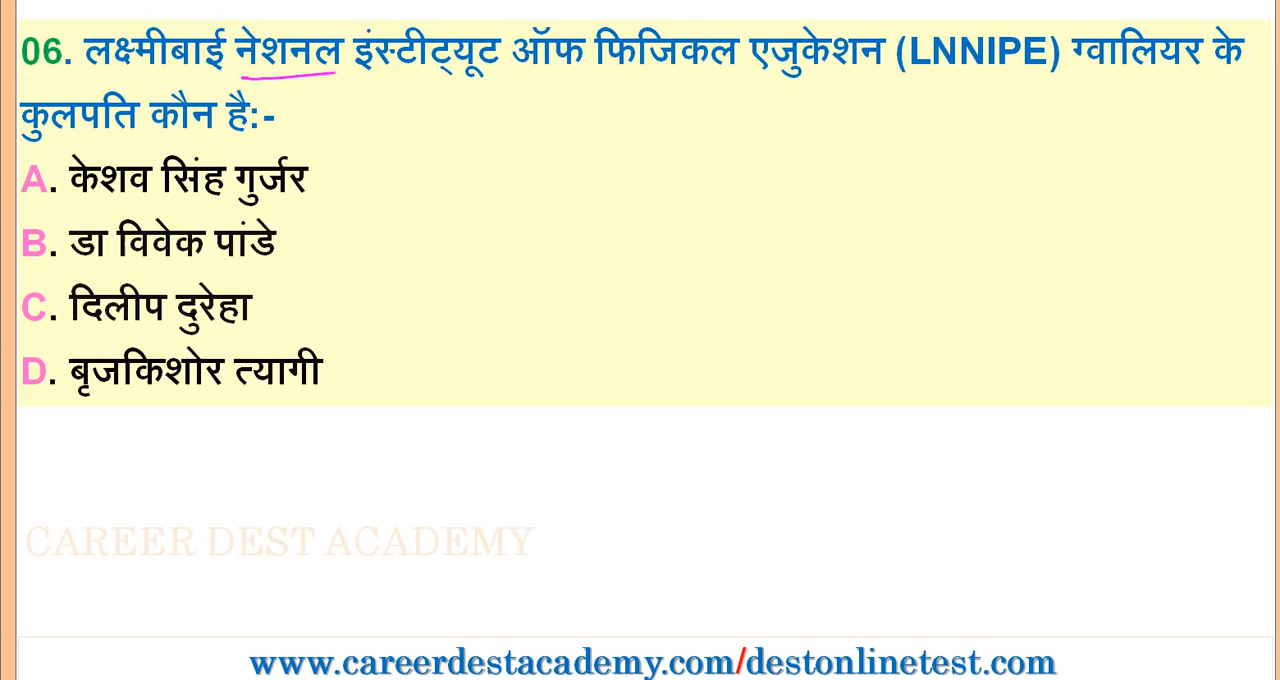 06. लक्ष्मीबाई नेशनल इंस्टीट्यूट ऑफ फिजिकल एजुकेशन (LNNIPE) ग्वालियर के
कुलपति कौन है:-
A. केशव सिंह गुर्जर
B. डा विवेक पांडे
C. दिलीप दुरेहा
D. बृजकिशोर त्यागी
CAREER DEST ACADEMY
www.careerdestacademy.com/destonlinetest.com